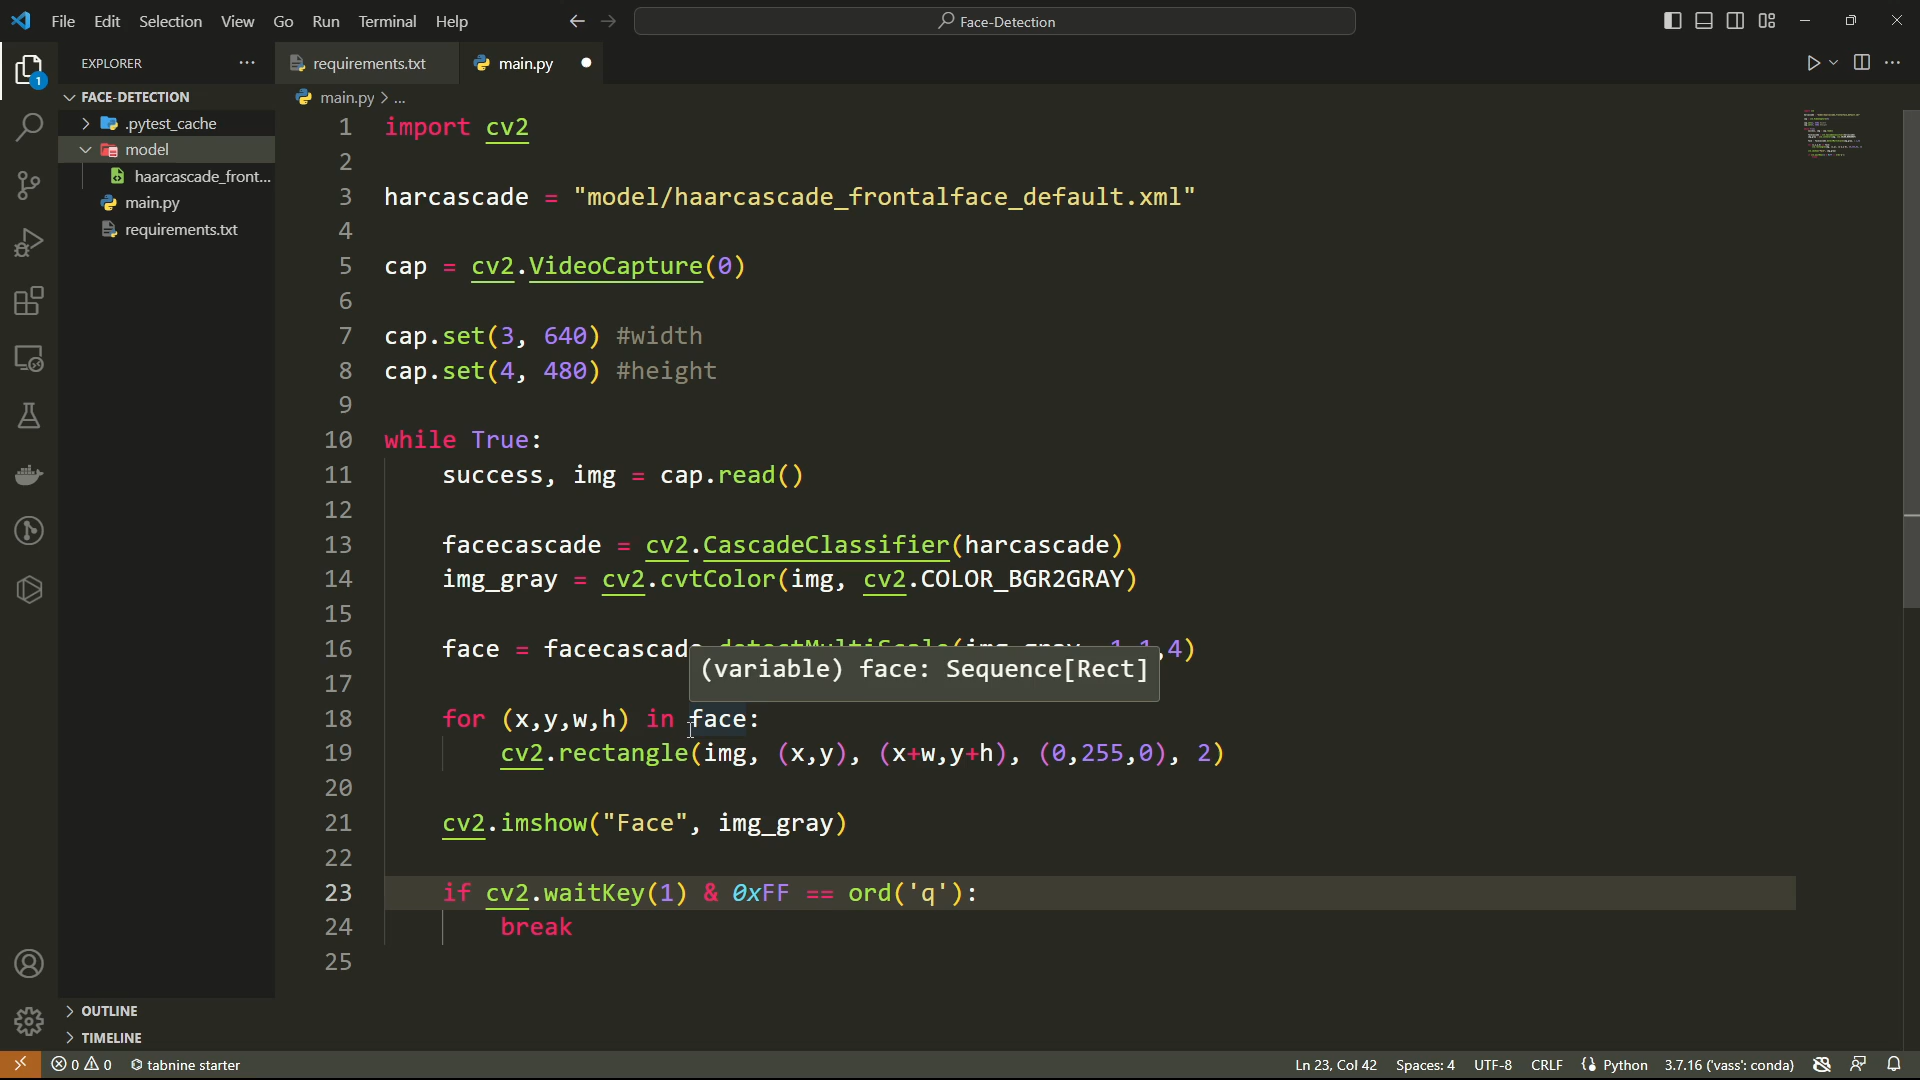 File Edit Selection View Go Run Terminal Help
Face-Detection
EXPLORER
requirements.txt
main.py
FACE-DETECTION
main.py > ...
.pytest_cache
model
haarcascade_front...
main.py
requirements.txt
1 import cv2
2
3 harcascade = "model/haarcascade_frontalface_default.xml"
4
5 cap = cv2.VideoCapture(0)
6
7 cap.set(3, 640) #width
8 cap.set(4, 480) #height
9
10 while True:
11 success, img = cap.read()
12
13 facecascade = cv2.CascadeClassifier(harcascade)
14 img_gray = cv2.cvtColor(img, cv2.COLOR_BGR2GRAY)
15
16 face = facecascade.detectMultiScale(img_gray, 1.1,4)
(variable) face: Sequence[Rect]
17
18 for (x,y,w,h) in face:
19 cv2.rectangle(img, (x,y), (x+w,y+h), (0,255,0), 2)
20
21 cv2.imshow("Face", img_gray)
22
23 if cv2.waitKey(1) & 0xFF == ord('q'):
24 break
25
OUTLINE
TIMELINE
1
0 0 tabnine starter
Ln 23, Col 42 Spaces: 4 UTF-8 CRLF Python 3.7.16 ('vass': conda)